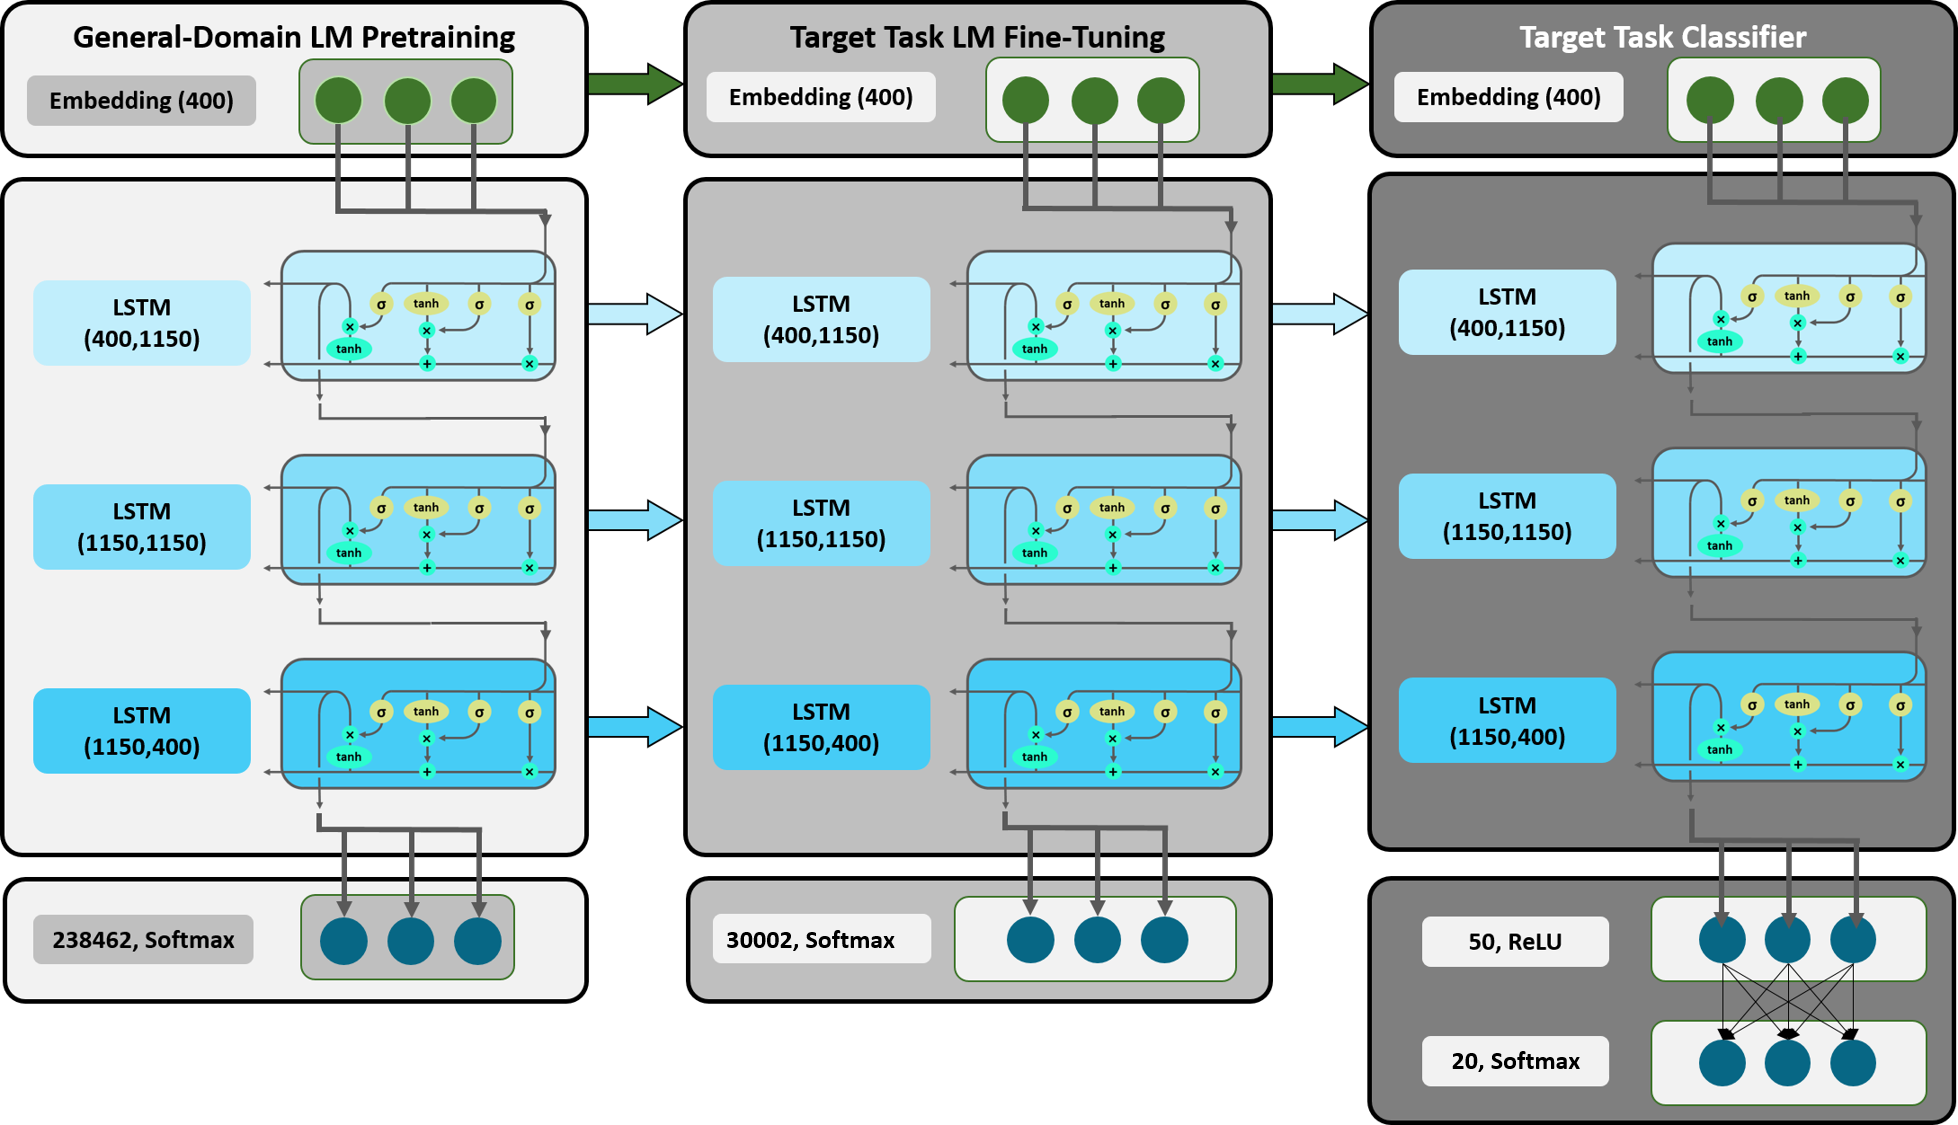 General-Domain LM Pretraining
Embedding (400)
LSTM
(400,1150)
σ tanh σ σ
× ×
tanh
+ ×
LSTM
(1150,1150)
σ tanh σ σ
× ×
tanh
+ ×
LSTM
(1150,400)
σ tanh σ σ
× ×
tanh
+ ×
238462, Softmax
Target Task LM Fine-Tuning
Embedding (400)
LSTM
(400,1150)
σ tanh σ σ
× ×
tanh
+ ×
LSTM
(1150,1150)
σ tanh σ σ
× ×
tanh
+ ×
LSTM
(1150,400)
σ tanh σ σ
× ×
tanh
+ ×
30002, Softmax
Target Task Classifier
Embedding (400)
LSTM
(400,1150)
σ tanh σ σ
× ×
tanh
+ ×
LSTM
(1150,1150)
σ tanh σ σ
× ×
tanh
+ ×
LSTM
(1150,400)
σ tanh σ σ
× ×
tanh
+ ×
50, ReLU
20, Softmax